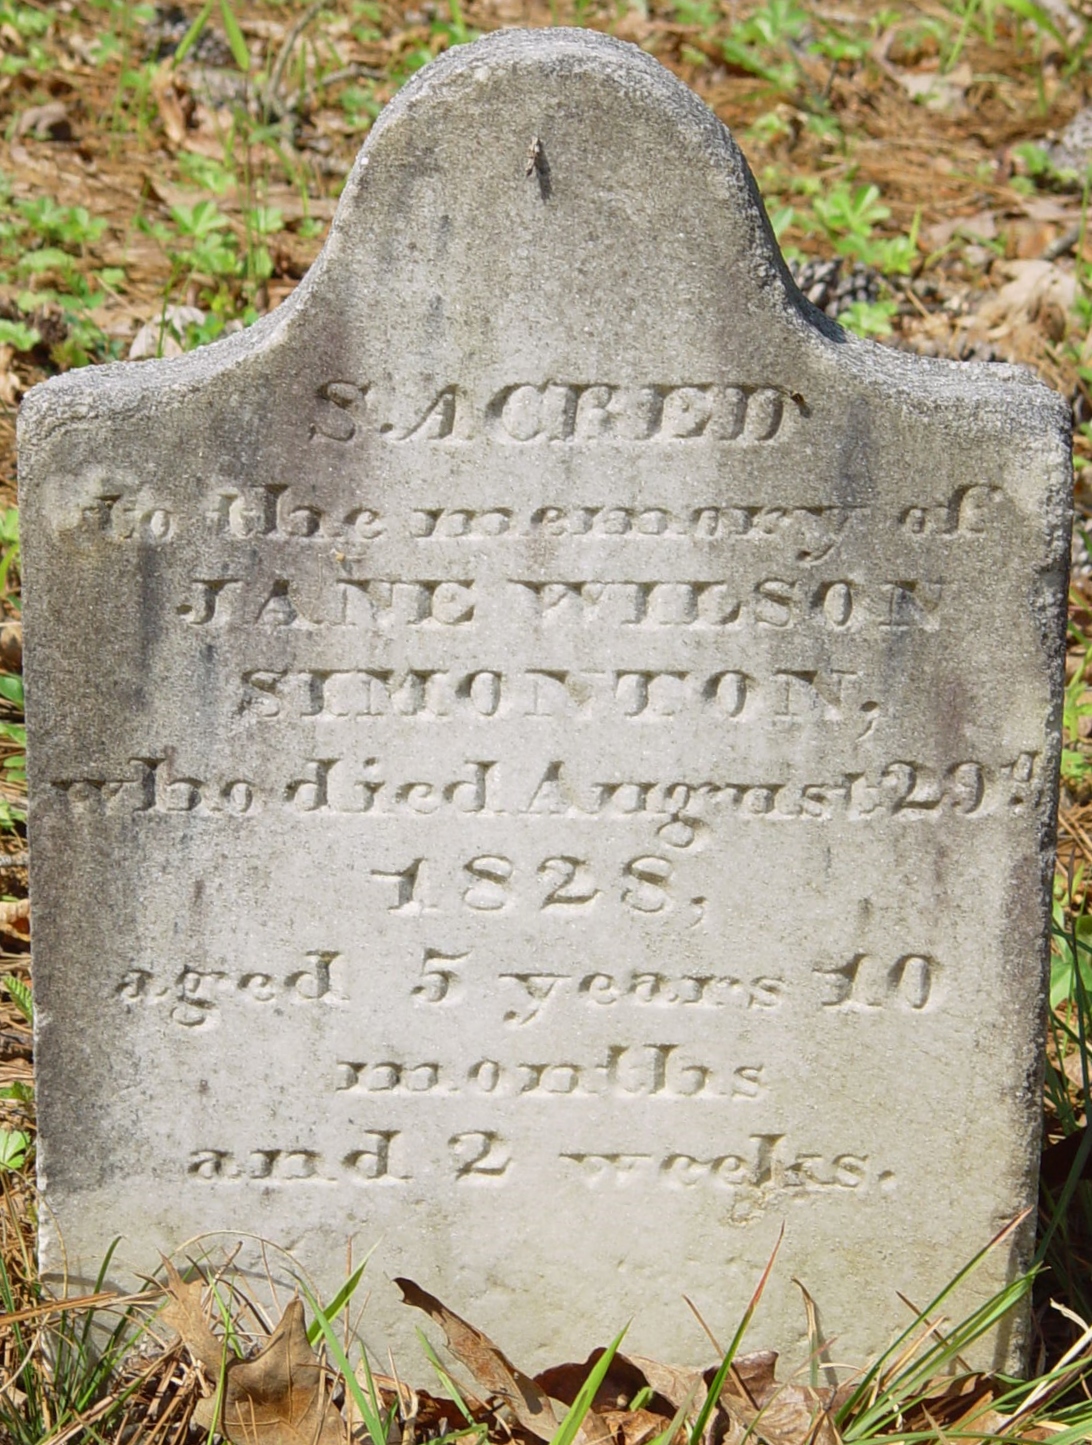 SACRED
to the memory of
JANE WILSON
SIMONTON,
who died August 29.d
1828,
aged 5 years 10
months
and 2 weeks.